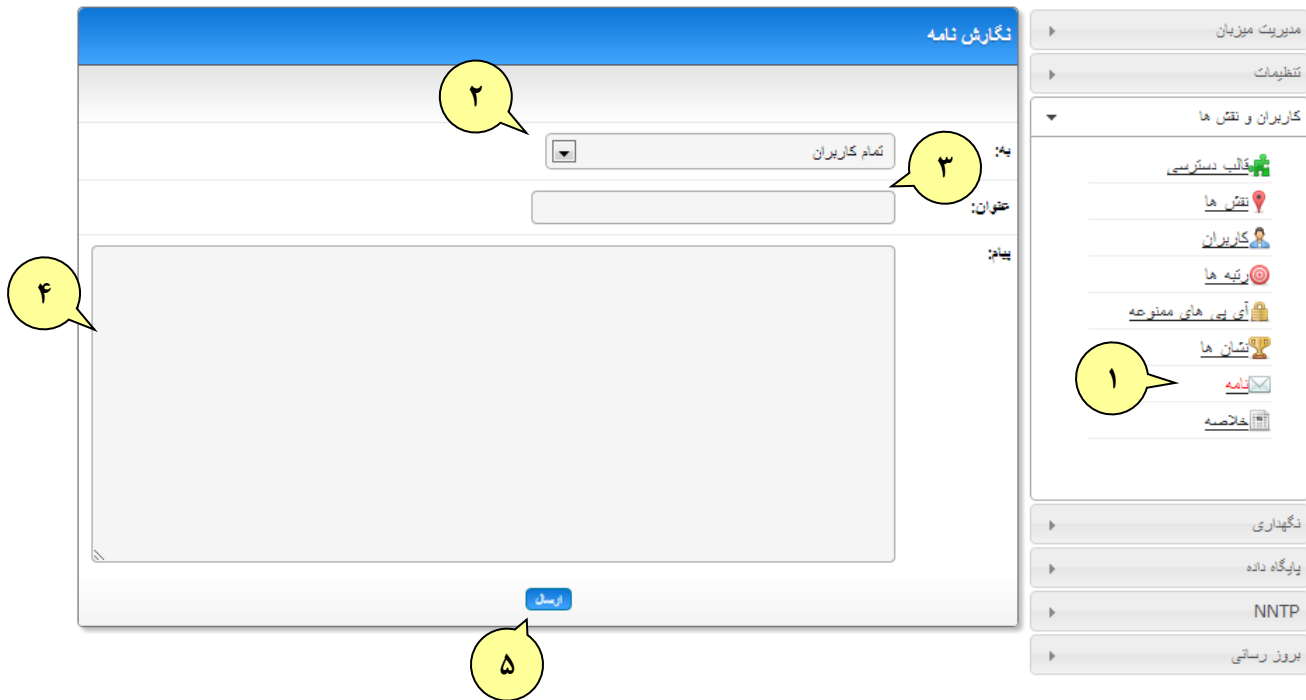 مدیریت میزبان
تنظیمات
کاربران و نقش ها
قالب دسترسی
نقش ها
کاربران
رتبه ها
آی پی های ممنوعه
نشان ها
نامه
خلاصه
نگهداری
پایگاه داده
NNTP
بروز رسانی
۱
نگارش نامه
۲
به:
تمام کاربران
۳
عنوان:
پیام:
۴
ارسال
۵